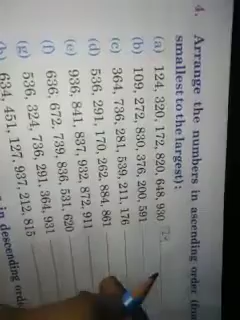 4. Arrange the numbers in ascending order (from
smallest to the largest):
(a) 124, 320, 172, 820, 648, 930
(b) 109, 272, 830, 376, 200, 591
(c) 364, 736, 281, 539, 211, 176
(d) 536, 291, 170, 262, 884, 861
(e) 936, 841, 837, 932, 872, 911
(f) 636, 672, 739, 836, 531, 620
(g) 536, 324, 736, 291, 364, 931
(h) 634, 451, 127, 937, 212, 815
in descending orde